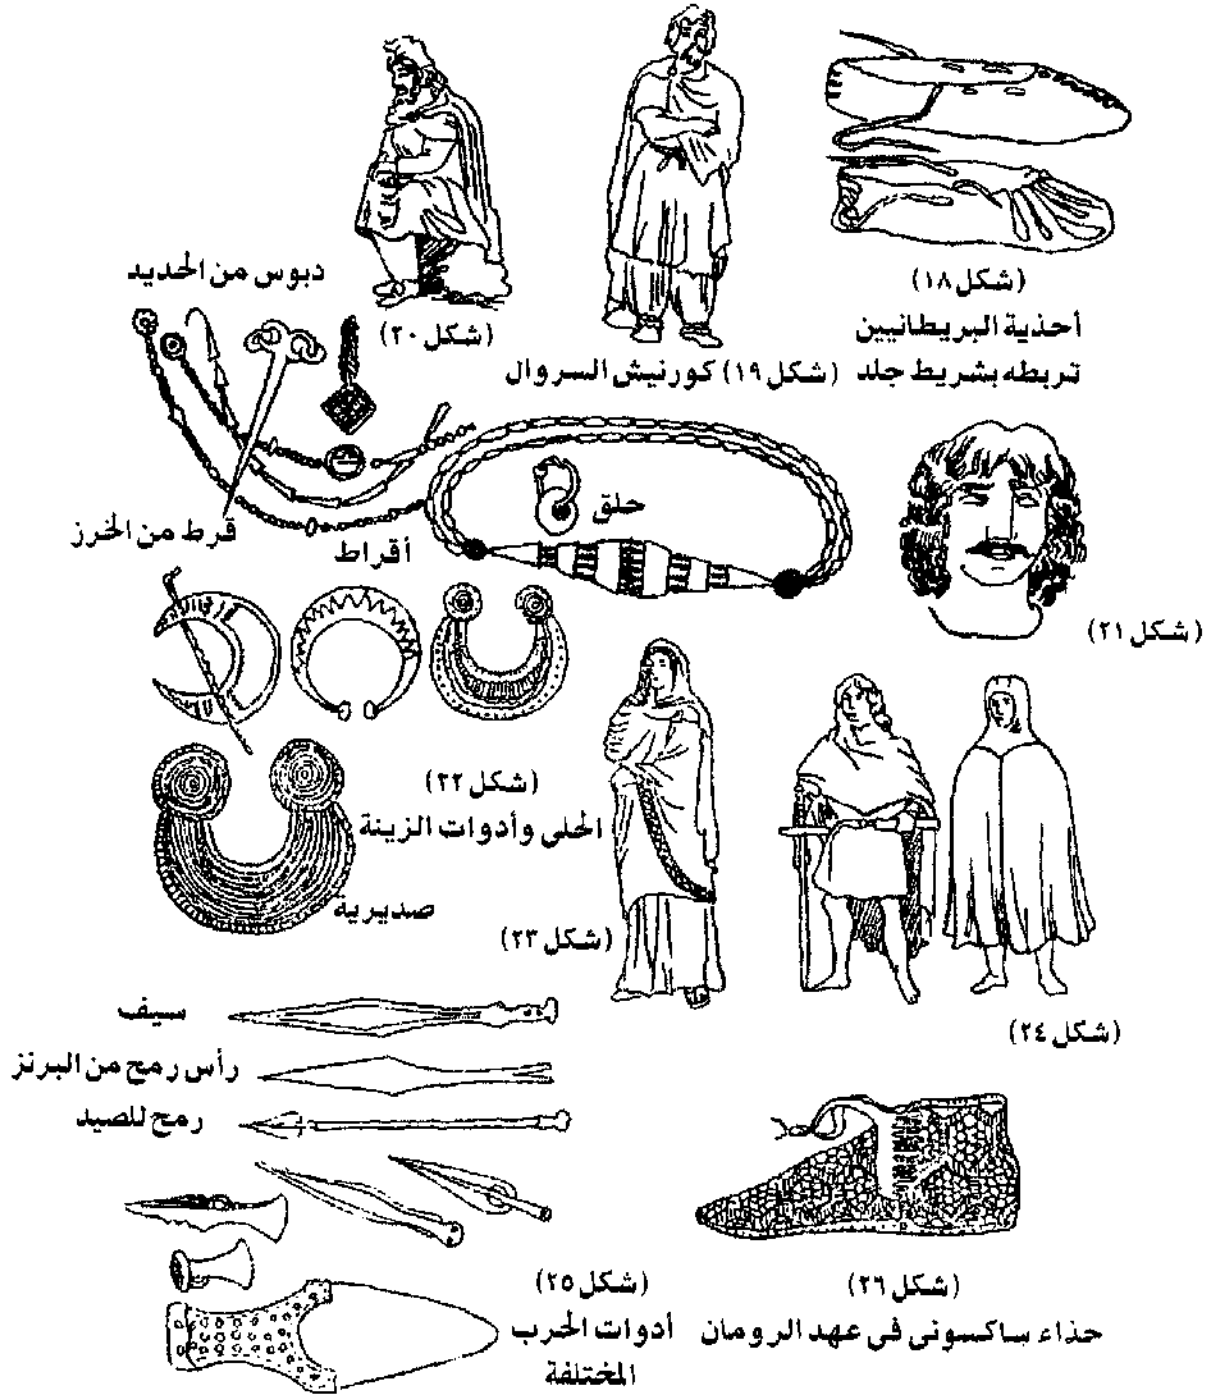 (شكل ١٨)
أحذية البريطانيين
تربطه بشريط جلد
(شكل ١٩) كورنيش السروال
(شكل ٢٠)
دبوس من الحديد
حلق
قرط من الخرز
أقراط
(شكل ٢١)
(شكل ٢٢)
الحلى وأدوات الزينة
صديرية
(شكل ٢٣)
(شكل ٢٤)
سيف
رأس رمح من البرنز
رمح للصيد
(شكل ٢٥)
أدوات الحرب
المختلفة
(شكل ٢٦)
حذاء ساكسونى فى عهد الرومان